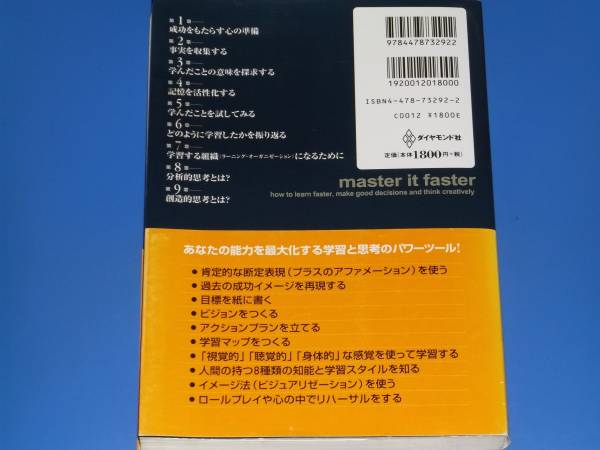 第1章
成功をもたらす心の準備
第2章
事実を収集する
第3章
学んだことの意味を探求する
第4章
記憶を活性化する
第5章
学んだことを試してみる
第6章
どのように学習したかを振り返る
第7章
学習する組織(ラーニング・オーガニゼーション)になるために
第8章
分析的思考とは?
第9章
創造的思考とは?
9784478732922
1920012018000
ISBN4-478-73292-2
C0012 ¥1800E
ダイヤモンド社
定価(本体1800円+税)
master it faster
how to learn faster, make good decisions and think creatively
あなたの能力を最大化する学習と思考のパワーツール!
●肯定的な断定表現(プラスのアファメーション)を使う
●過去の成功イメージを再現する
●目標を紙に書く
●ビジョンをつくる
●アクションプランを立てる
●学習マップをつくる
●「視覚的」「聴覚的」「身体的」な感覚を使って学習する
●人間の持つ8種類の知能と学習スタイルを知る
●イメージ法(ビジュアリゼーション)を使う
●ロールプレイや心の中でリハーサルをする